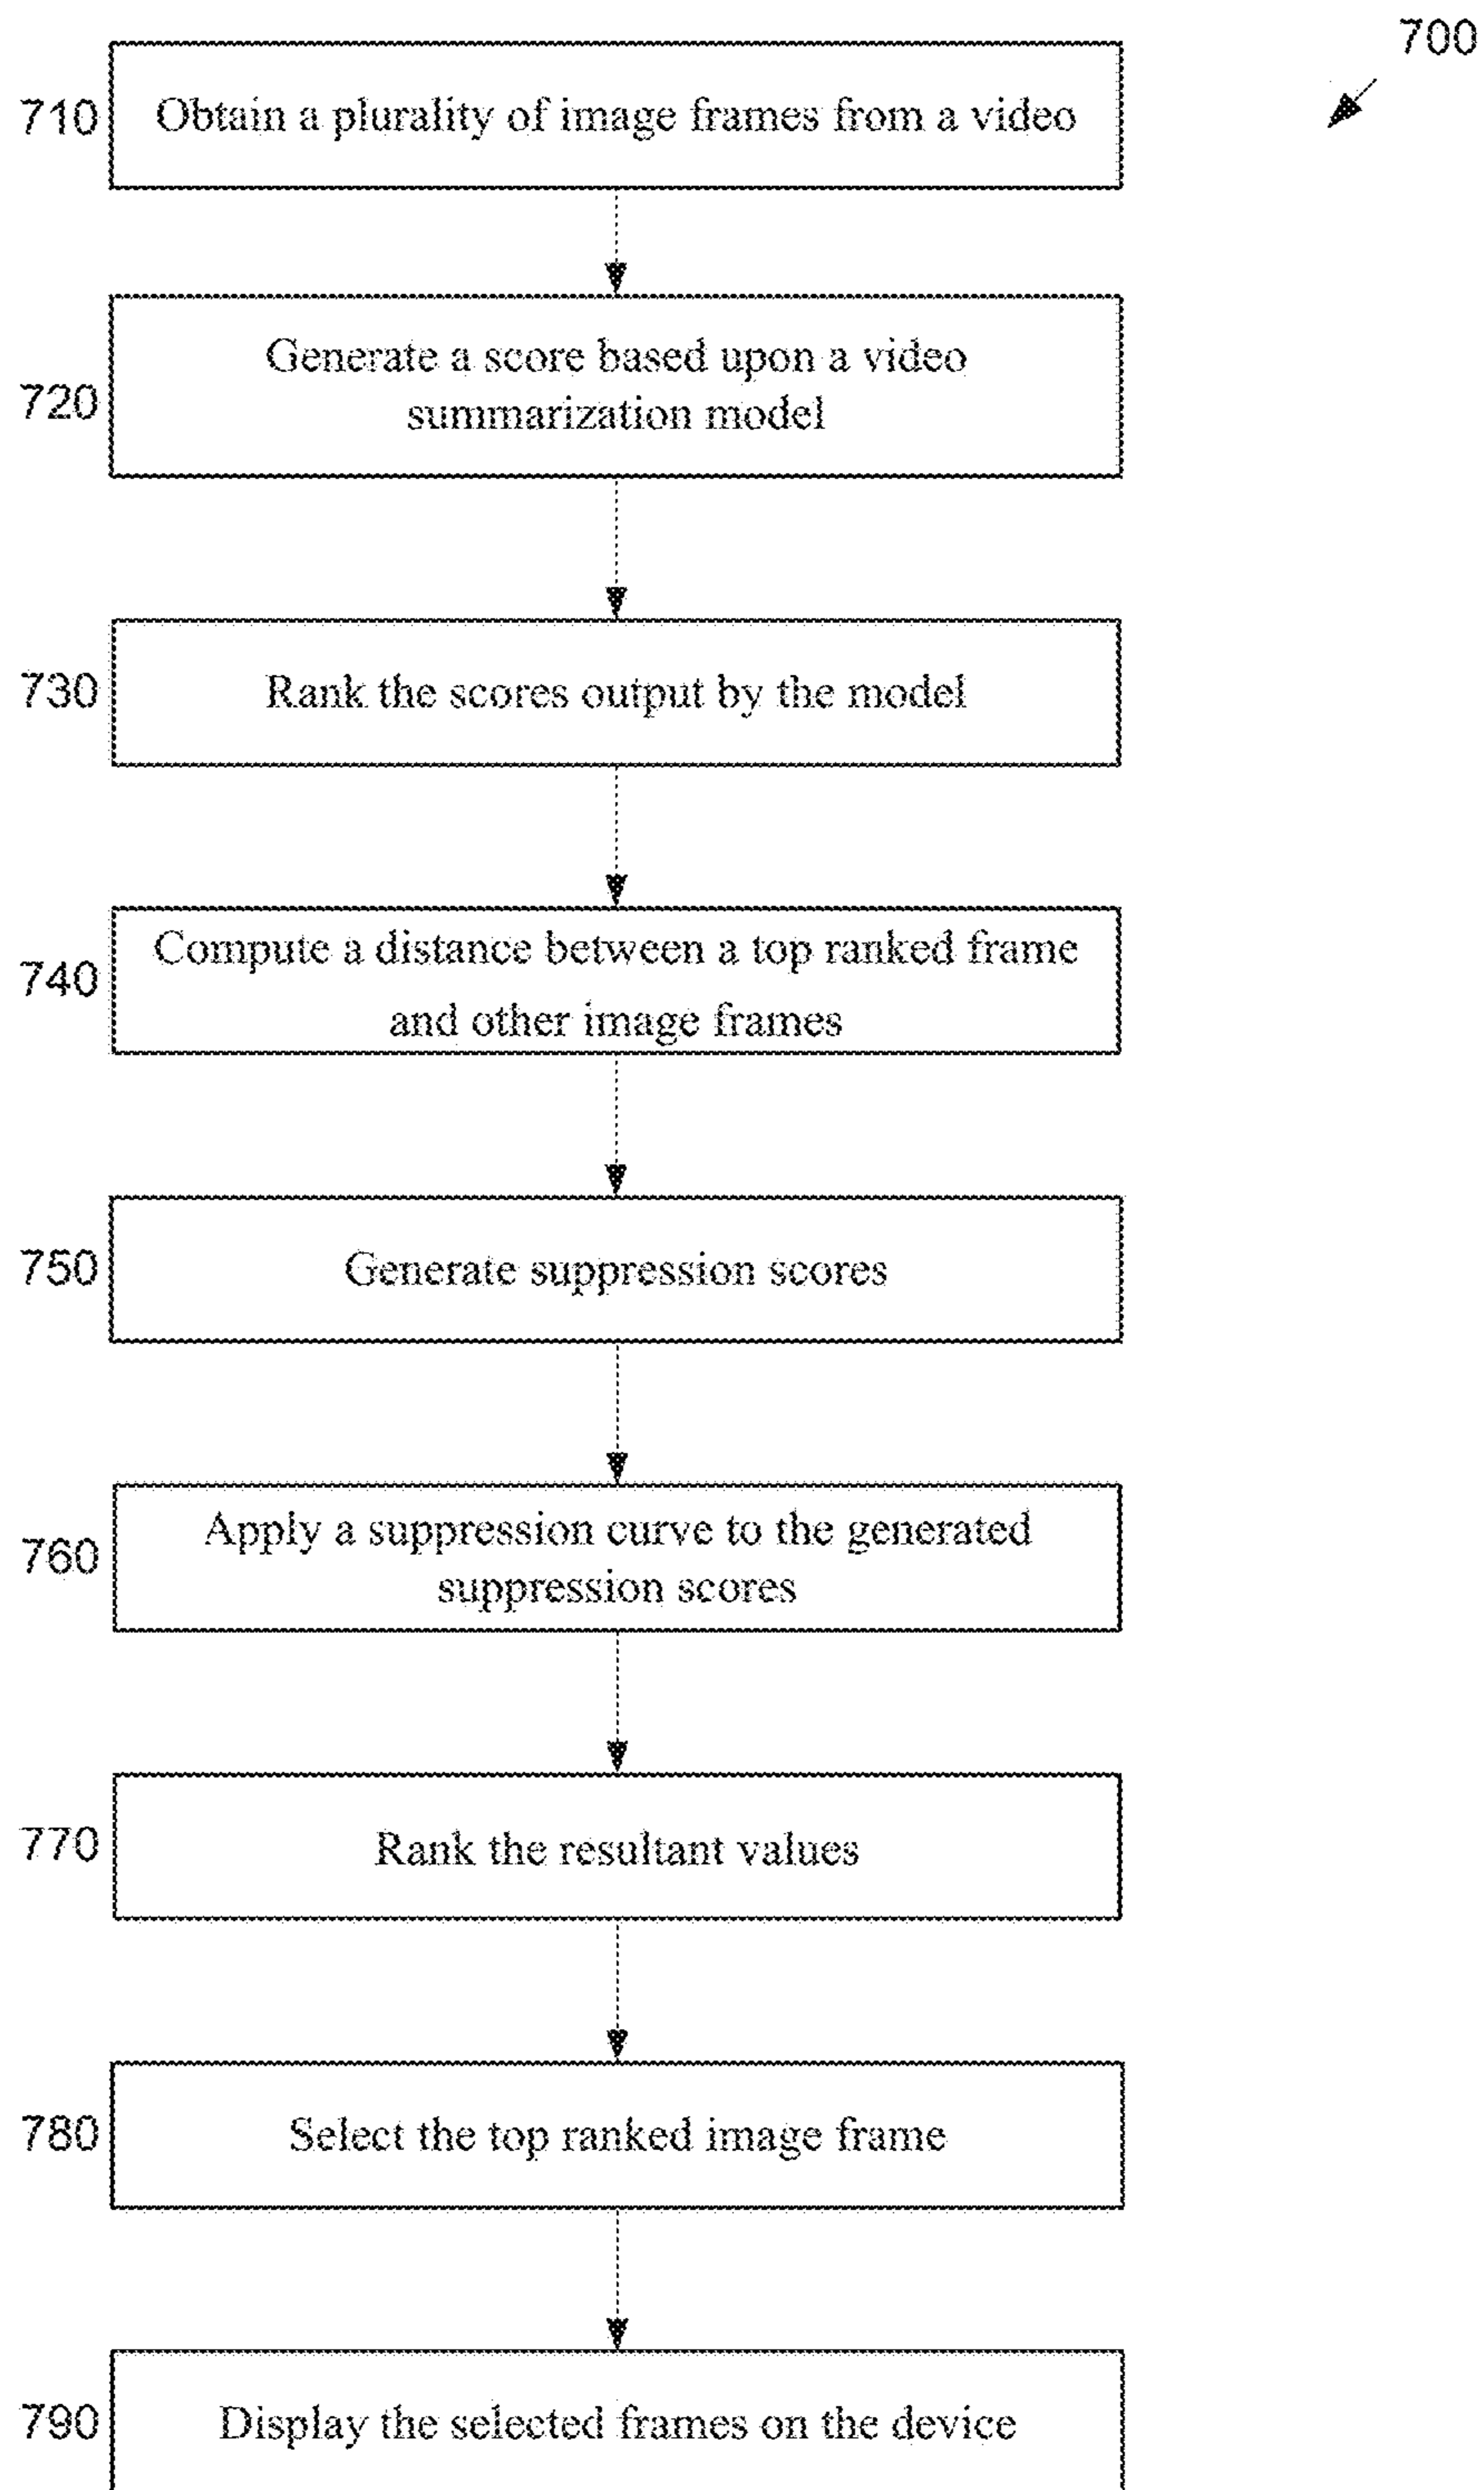 700
710
Obtain a plurality of image frames from a video
720
Generate a score based upon a video
summarization model
730
Rank the scores output by the model
740
Compute a distance between a top ranked frame
and other image frames
750
Generate suppression scores
760
Apply a suppression curve to the generated
suppression scores
770
Rank the resultant values
780
Select the top ranked image frame
790
Display the selected frames on the device